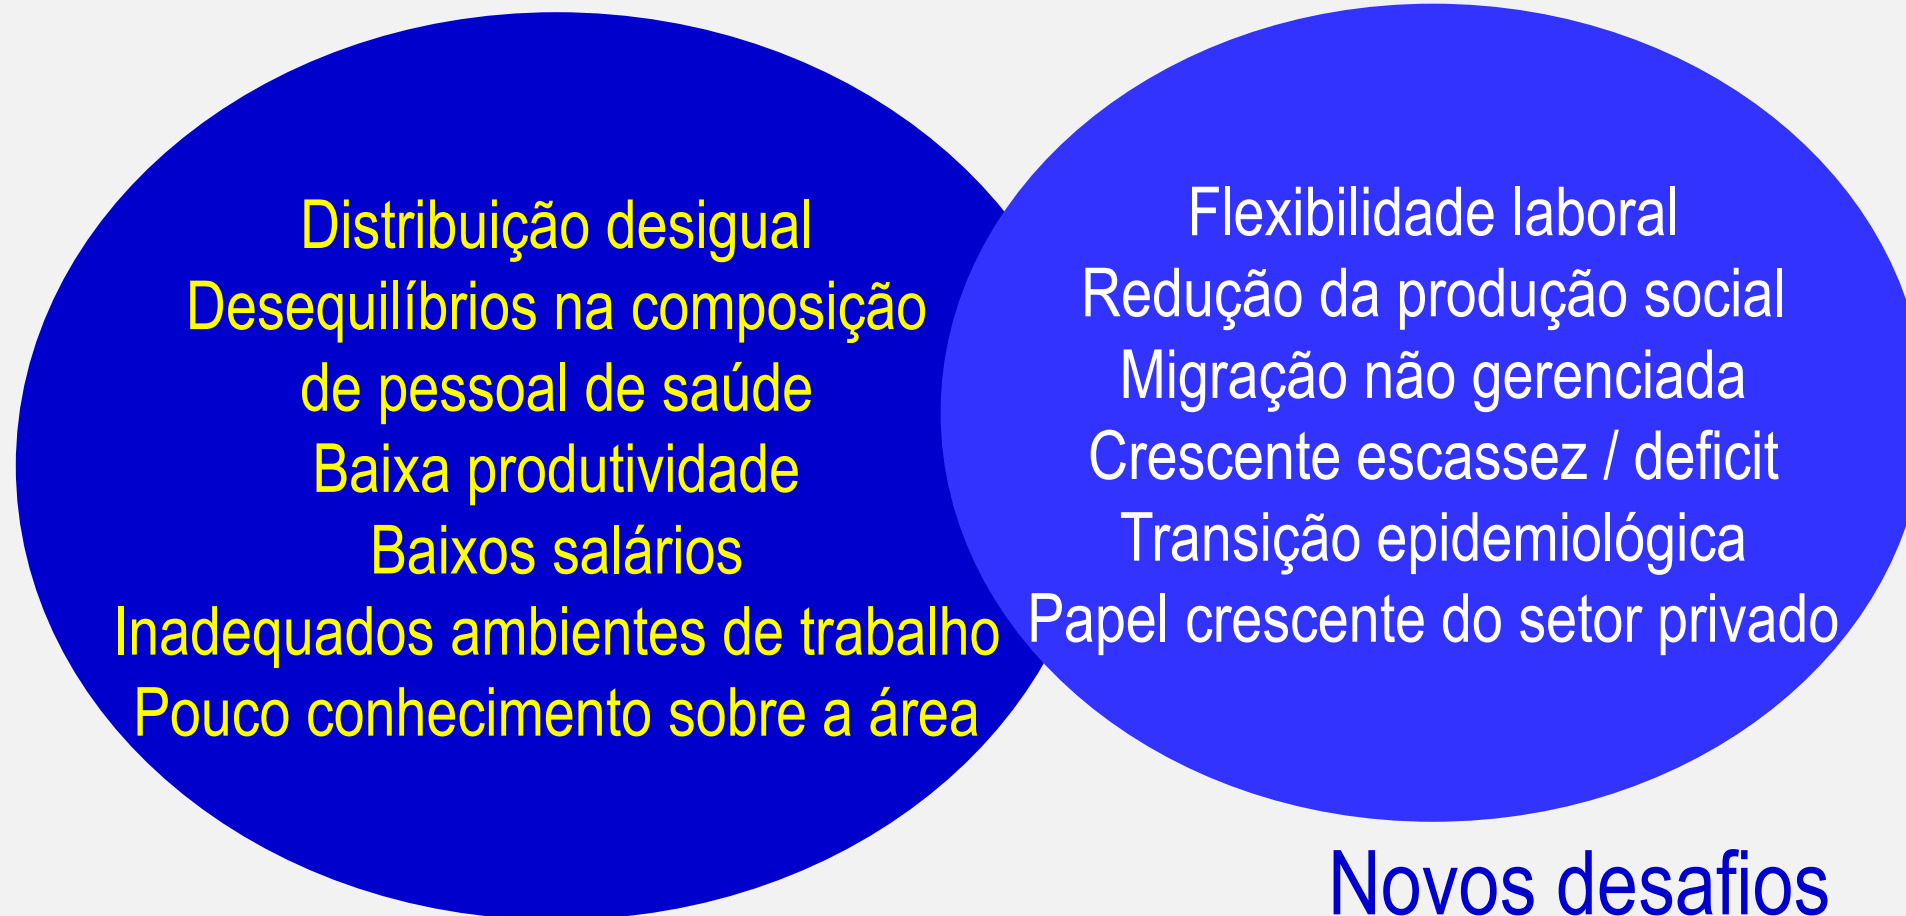 Distribuição desigual
Desequilíbrios na composição
de pessoal de saúde
Baixa produtividade
Baixos salários
Inadequados ambientes de trabalho
Pouco conhecimento sobre a área
Flexibilidade laboral
Redução da produção social
Migração não gerenciada
Crescente escassez / deficit
Transição epidemiológica
Papel crescente do setor privado
Novos desafios